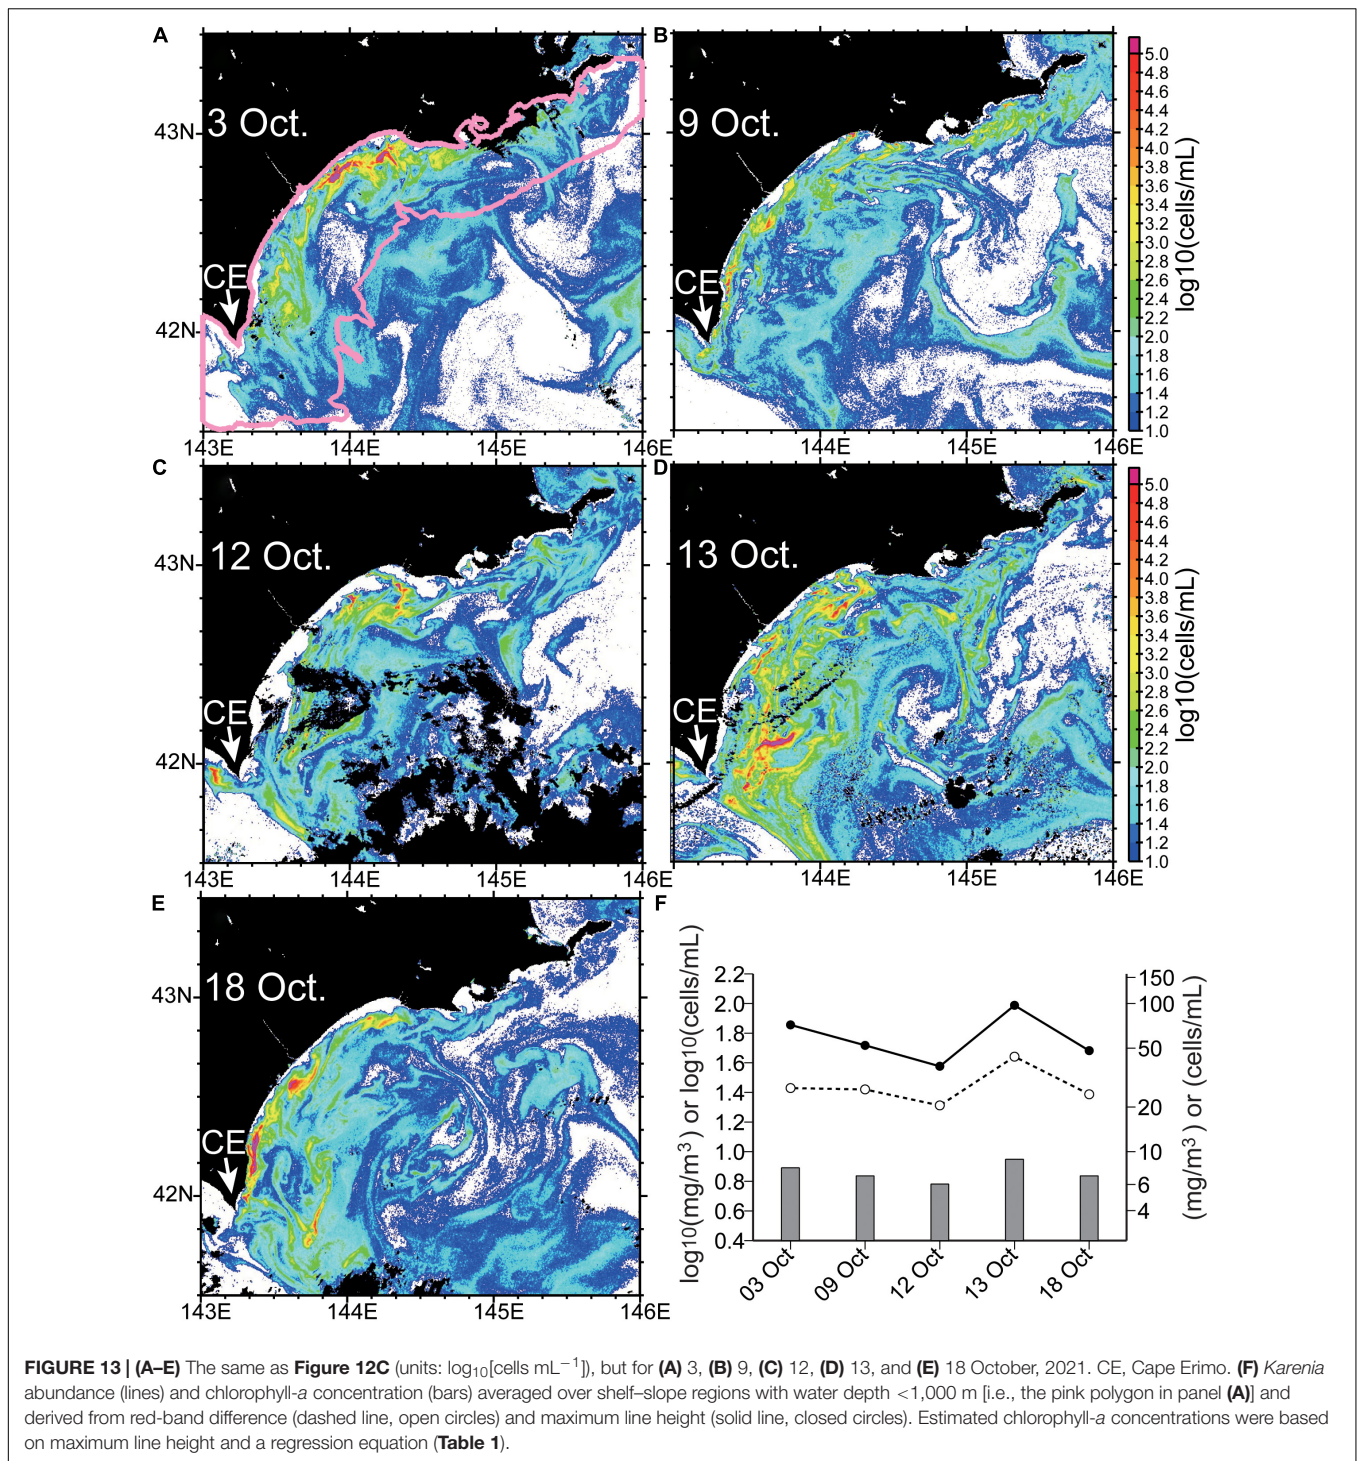 A
3 Oct.
CE
43N
42N
143E 144E 145E 146E
B
9 Oct.
CE
144E 145E 146E
5.0
4.8
4.6
4.4
4.2
4.0
3.8
3.6
3.4
3.2
3.0
2.8
2.6
2.4
2.2
2.0
1.8
1.6
1.4
1.2
1.0
log10(cells/mL)
C
12 Oct.
CE
43N
42N
143E 144E 145E 146E
D
13 Oct.
CE
144E 145E 146E
5.0
4.8
4.6
4.4
4.2
4.0
3.8
3.6
3.4
3.2
3.0
2.8
2.6
2.4
2.2
2.0
1.8
1.6
1.4
1.2
1.0
log10(cells/mL)
E
18 Oct.
CE
43N
42N
143E 144E 145E 146E
F
log10(mg/m³) or log10(cells/mL)
2.2
2.0
1.8
1.6
1.4
1.2
1.0
0.8
0.6
0.4
150
100
50
20
10
6
4
(mg/m³) or (cells/mL)
03 Oct 09 Oct 12 Oct 13 Oct 18 Oct
FIGURE 13 | (A–E) The same as Figure 12C (units: log₁₀[cells mL⁻¹]), but for (A) 3, (B) 9, (C) 12, (D) 13, and (E) 18 October, 2021. CE, Cape Erimo. (F) Karenia
abundance (lines) and chlorophyll-a concentration (bars) averaged over shelf–slope regions with water depth <1,000 m [i.e., the pink polygon in panel (A)] and
derived from red-band difference (dashed line, open circles) and maximum line height (solid line, closed circles). Estimated chlorophyll-a concentrations were based
on maximum line height and a regression equation (Table 1).